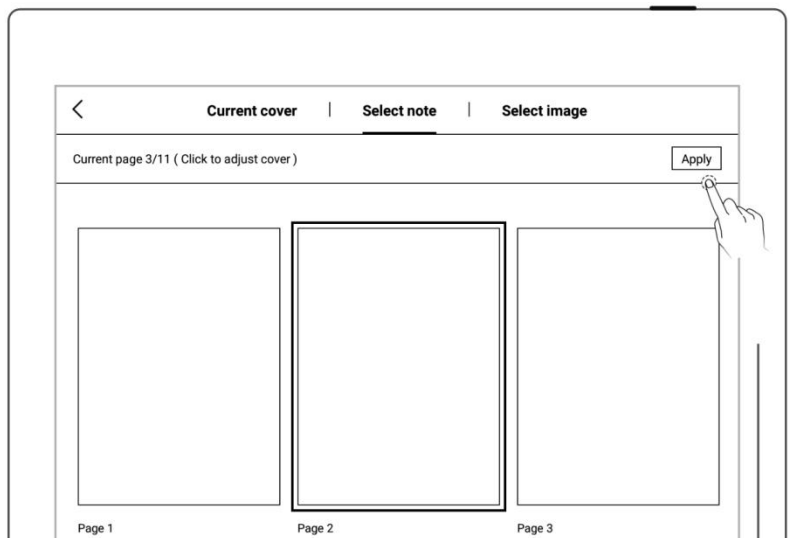 Current cover | Select note | Select image
Current page 3/11 ( Click to adjust cover )
Apply
Page 1
Page 2
Page 3